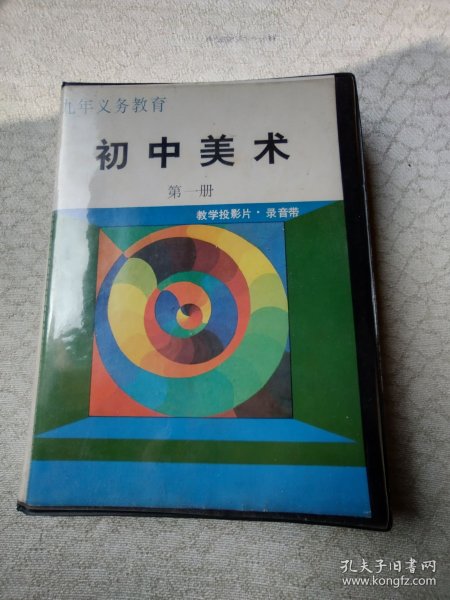 九年义务教育
初中美术
第一册
教学投影片·录音带
孔夫子旧书网
www.kongfz.com